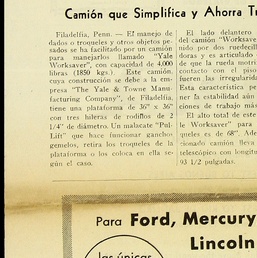 Camión que Simplifica y Ahorra
Filadelfia, Penn. — El manejo de
dados o troqueles y otros objetos pe-
sados se ha facilitado por un camión
para manejarlos llamado "Yale
Worksaver", con capacidad de 4.000
libras (1850 kgs.). Este camión,
cuya construcción se debe a la em-
presa "The Yale & Towne Manu-
facturing Company", de Filadelfia,
tiene una plataforma de 36" x 36"
con tres hileras de rodillos de 2
1/4" de diámetro. Un malacate "Pul-
Lift" que hace funcionar gancho
gemelos, retira los troqueles de la
plataforma o los coloca en ella se-
gún el caso.
El lado delantero
del camión "Worksaver
nido por dos ruedecill
doras y es articulado
de que la rueda motri
contacto con el piso
fueren las irregularidad
Esta característica pe
ner la estabilidad aún
ciones de trabajo más
El alto total de este
le Worksaver" para
queles es de 68". Ade
cionado camión lleva
telescópico con longitu
93 1/2 pulgadas.
Para Ford, Mercury
Lincoln
las únicas